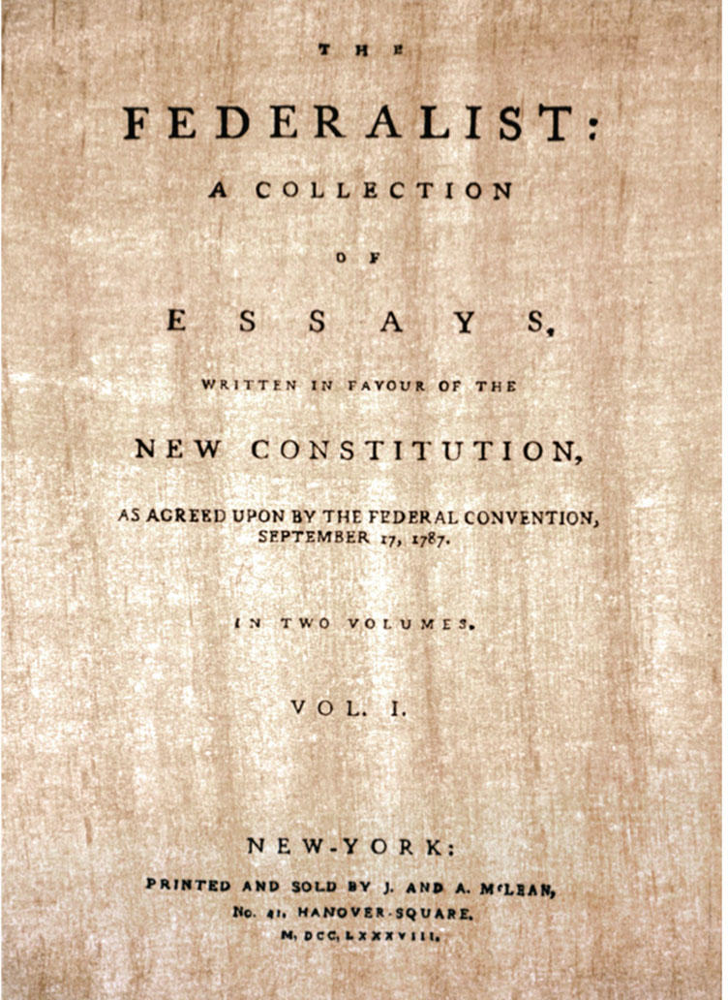 THE
FEDERALIST:
A COLLECTION
OF
ESSAYS,
WRITTEN IN FAVOUR OF THE
NEW CONSTITUTION,
AS AGREED UPON BY THE FEDERAL CONVENTION,
SEPTEMBER 17, 1787.
IN TWO VOLUMES.
VOL. I.
NEW-YORK:
PRINTED AND SOLD BY J. AND A. McLEAN,
No. 41, HANOVER-SQUARE.
M, DCC, LXXXVIII.